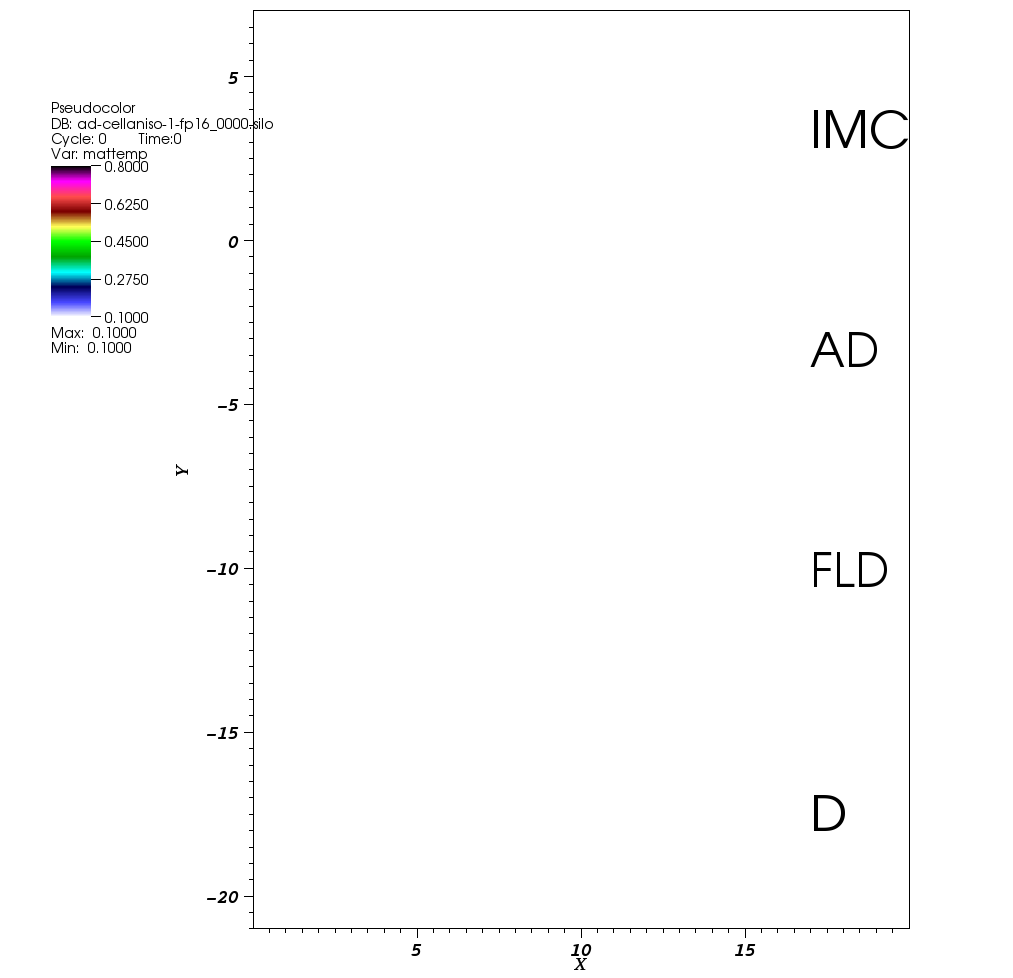 Pseudocolor
DB: ad-cellaniso-1-fp16_0000.silo
Cycle: 0 Time:0
Var: mattemp
0.8000
0.6250
0.4500
0.2750
0.1000
Max: 0.1000
Min: 0.1000
5
0
-5
-10
-15
-20
Y
IMC
AD
FLD
D
5
10
15
X